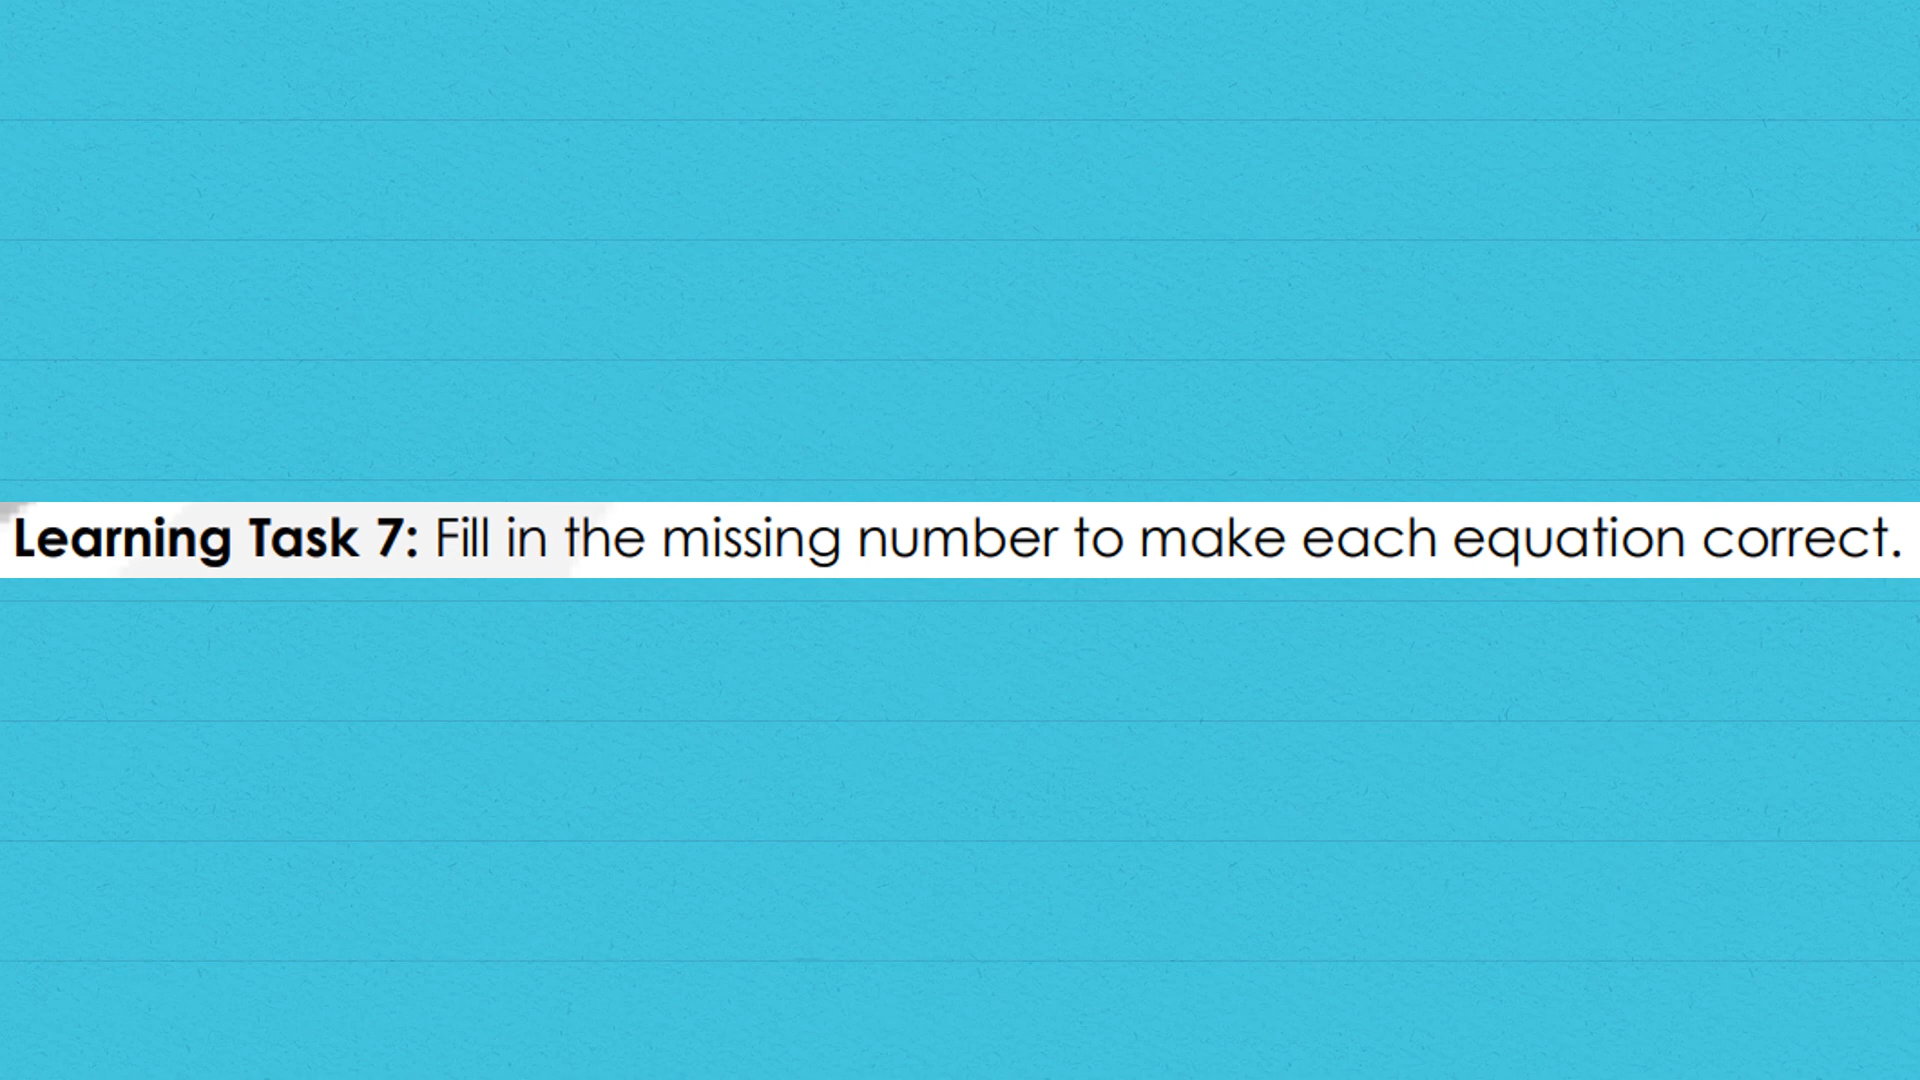 Learning Task 7: Fill in the missing number to make each equation correct.